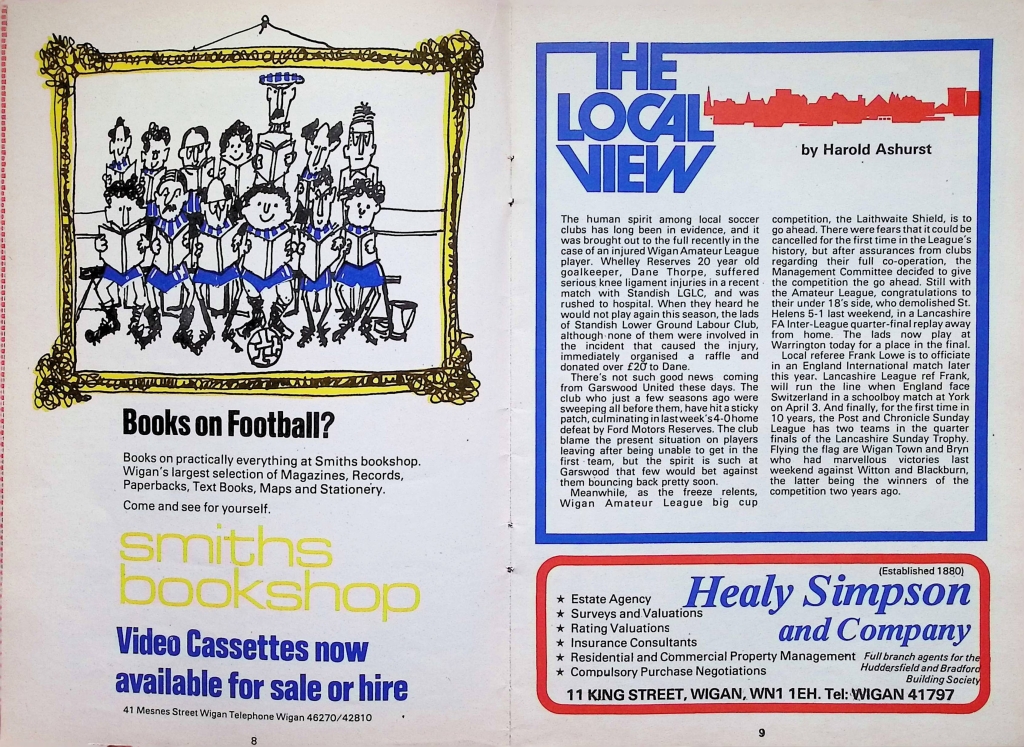 Books on Football?
Books on practically everything at Smiths bookshop.
Wigan's largest selection of Magazines, Records,
Paperbacks, Text Books, Maps and Stationery.
Come and see for yourself.
smiths
bookshop
Video Cassettes now
available for sale or hire
41 Mesnes Street Wigan Telephone Wigan 46270/42810
8
THE
LOCAL
VIEW
by Harold Ashurst
The human spirit among local soccer
clubs has long been in evidence, and it
was brought out to the full recently in the
case of an injured Wigan Amateur League
player. Whelley Reserves 20 year old
goalkeeper, Dane Thorpe, suffered
serious knee ligament injuries in a recent
match with Standish LGLC, and was
rushed to hospital. When they heard he
would not play again this season, the lads
of Standish Lower Ground Labour Club,
although none of them were involved in
the incident that caused the injury,
immediately organised a raffle and
donated over £20 to Dane.
There's not such good news coming
from Garswood United these days. The
club who just a few seasons ago were
sweeping all before them, have hit a sticky
patch, culminating in last week's 4-0 home
defeat by Ford Motors Reserves. The club
blame the present situation on players
leaving after being unable to get in the
first team, but the spirit is such at
Garswood that few would bet against
them bouncing back pretty soon.
Meanwhile, as the freeze relents,
Wigan Amateur League big cup
competition, the Laithwaite Shield, is to
go ahead. There were fears that it could be
cancelled for the first time in the League's
history, but after assurances from clubs
regarding their full co-operation, the
Management Committee decided to give
the competition the go ahead. Still with
the Amateur League, congratulations to
their under 18's side, who demolished St.
Helens 5-1 last weekend, in a Lancashire
FA Inter-League quarter-final replay away
from home. The lads now play at
Warrington today for a place in the final.
Local referee Frank Lowe is to officiate
in an England International match later
this year. Lancashire League ref Frank,
will run the line when England face
Switzerland in a schoolboy match at York
on April 3. And finally, for the first time in
10 years, the Post and Chronicle Sunday
League has two teams in the quarter
finals of the Lancashire Sunday Trophy.
Flying the flag are Wigan Town and Bryn
who had marvellous victories last
weekend against Witton and Blackburn,
the latter being the winners of the
competition two years ago.
(Established 1880)
Healy Simpson
and Company
★ Estate Agency
★ Surveys and Valuations
★ Rating Valuations
★ Insurance Consultants
★ Residential and Commercial Property Management
★ Compulsory Purchase Negotiations
Full branch agents for the
Huddersfield and Bradford
Building Society
11 KING STREET, WIGAN, WN1 1EH. Tel: WIGAN 41797
9